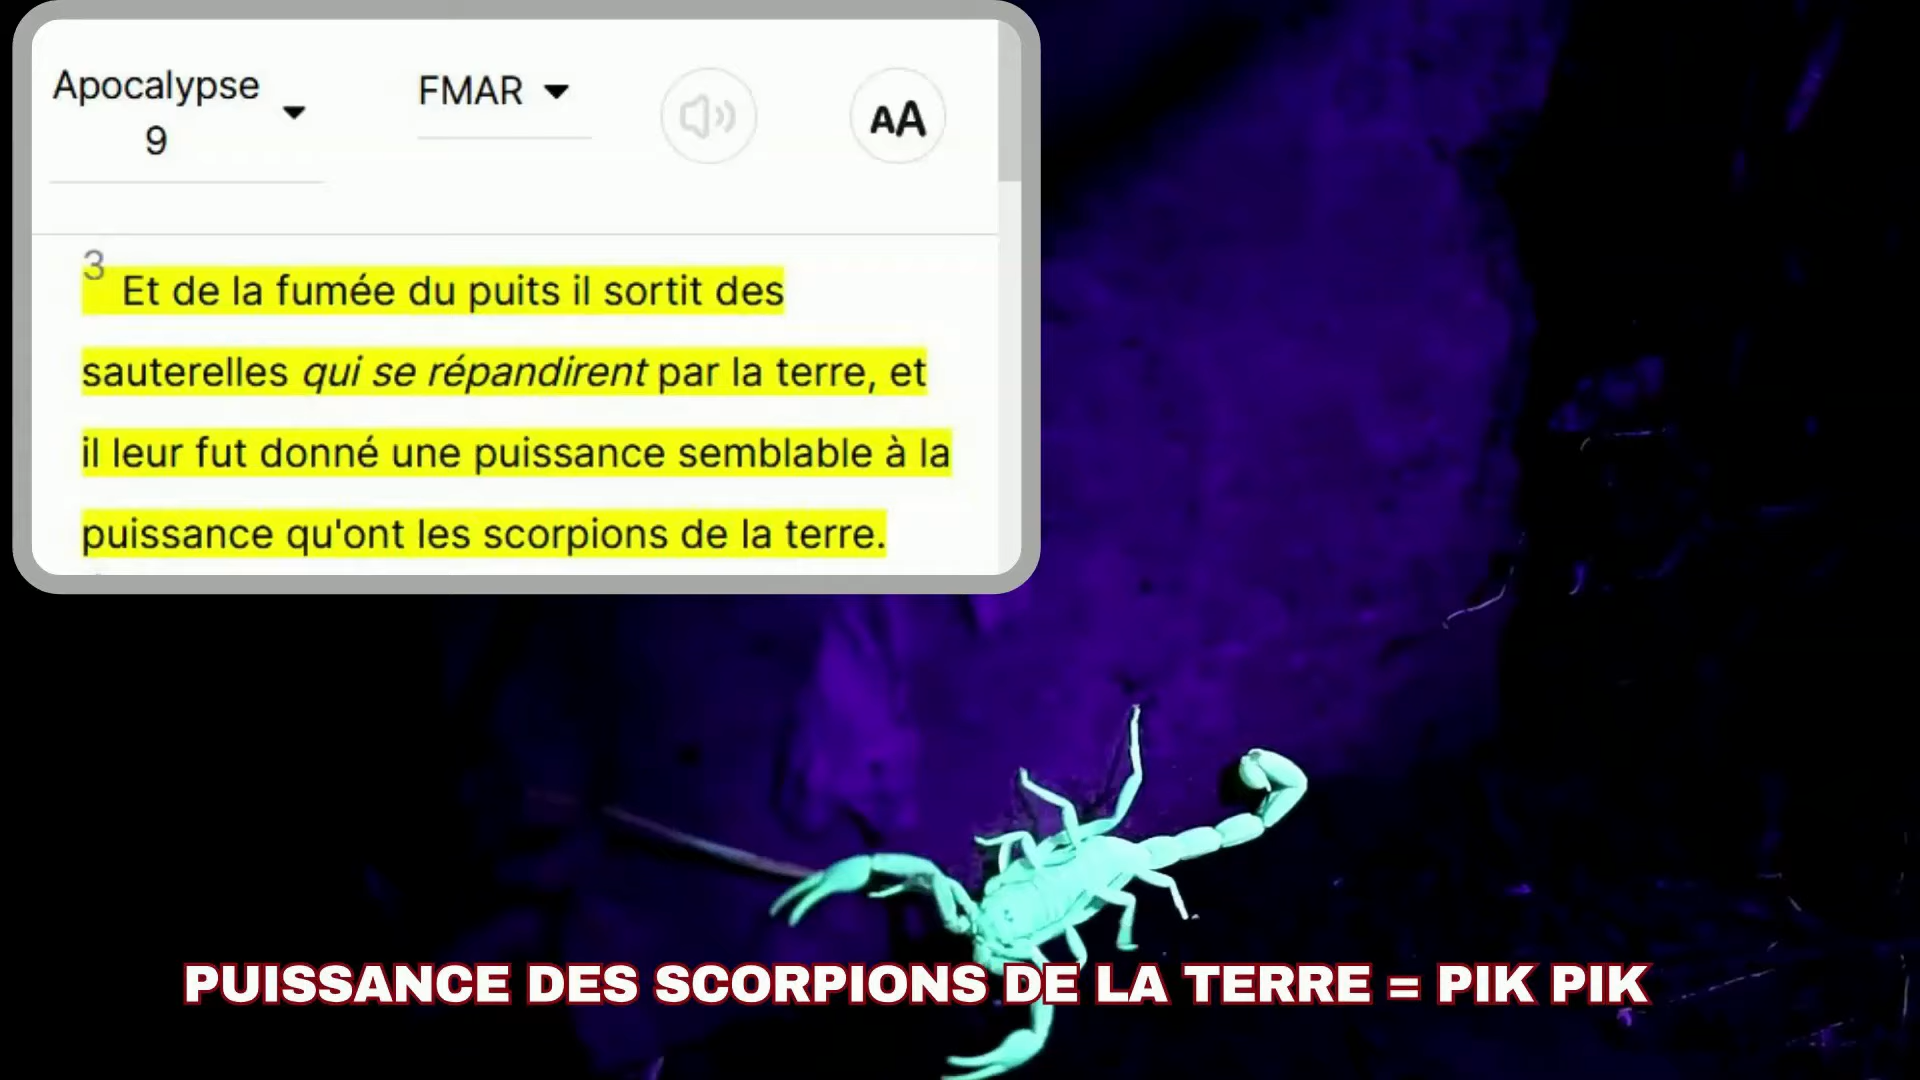 Apocalypse
9
FMAR
AA
3 Et de la fumée du puits il sortit des
sauterelles qui se répandirent par la terre, et
il leur fut donné une puissance semblable à la
puissance qu'ont les scorpions de la terre.
PUISSANCE DES SCORPIONS DE LA TERRE = PIK PIK